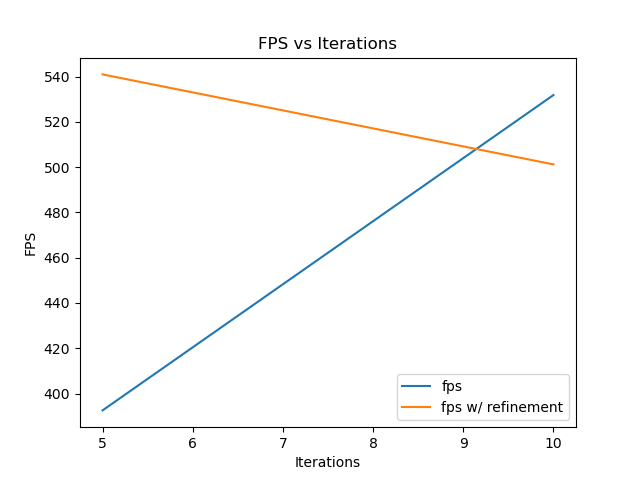 FPS vs Iterations
FPS
540
520
500
480
460
440
420
400
5 6 7 8 9 10
Iterations
fps
fps w/ refinement